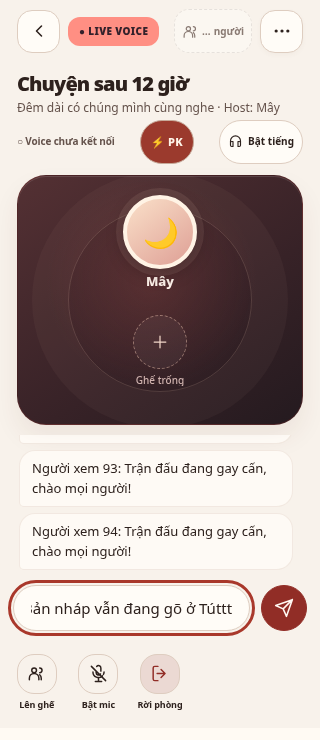 LIVE VOICE
... người
Chuyện sau 12 giờ
Đêm dài có chúng mình cùng nghe · Host: Mây
Voice chưa kết nối
⚡ PK
Bật tiếng
Mây
Ghế trống
Người xem 93: Trận đấu đang gay cấn,
chào mọi người!
Người xem 94: Trận đấu đang gay cấn,
chào mọi người!
nháp vẫn đang gõ ở Túttt
Lên ghế
Bật mic
Rời phòng